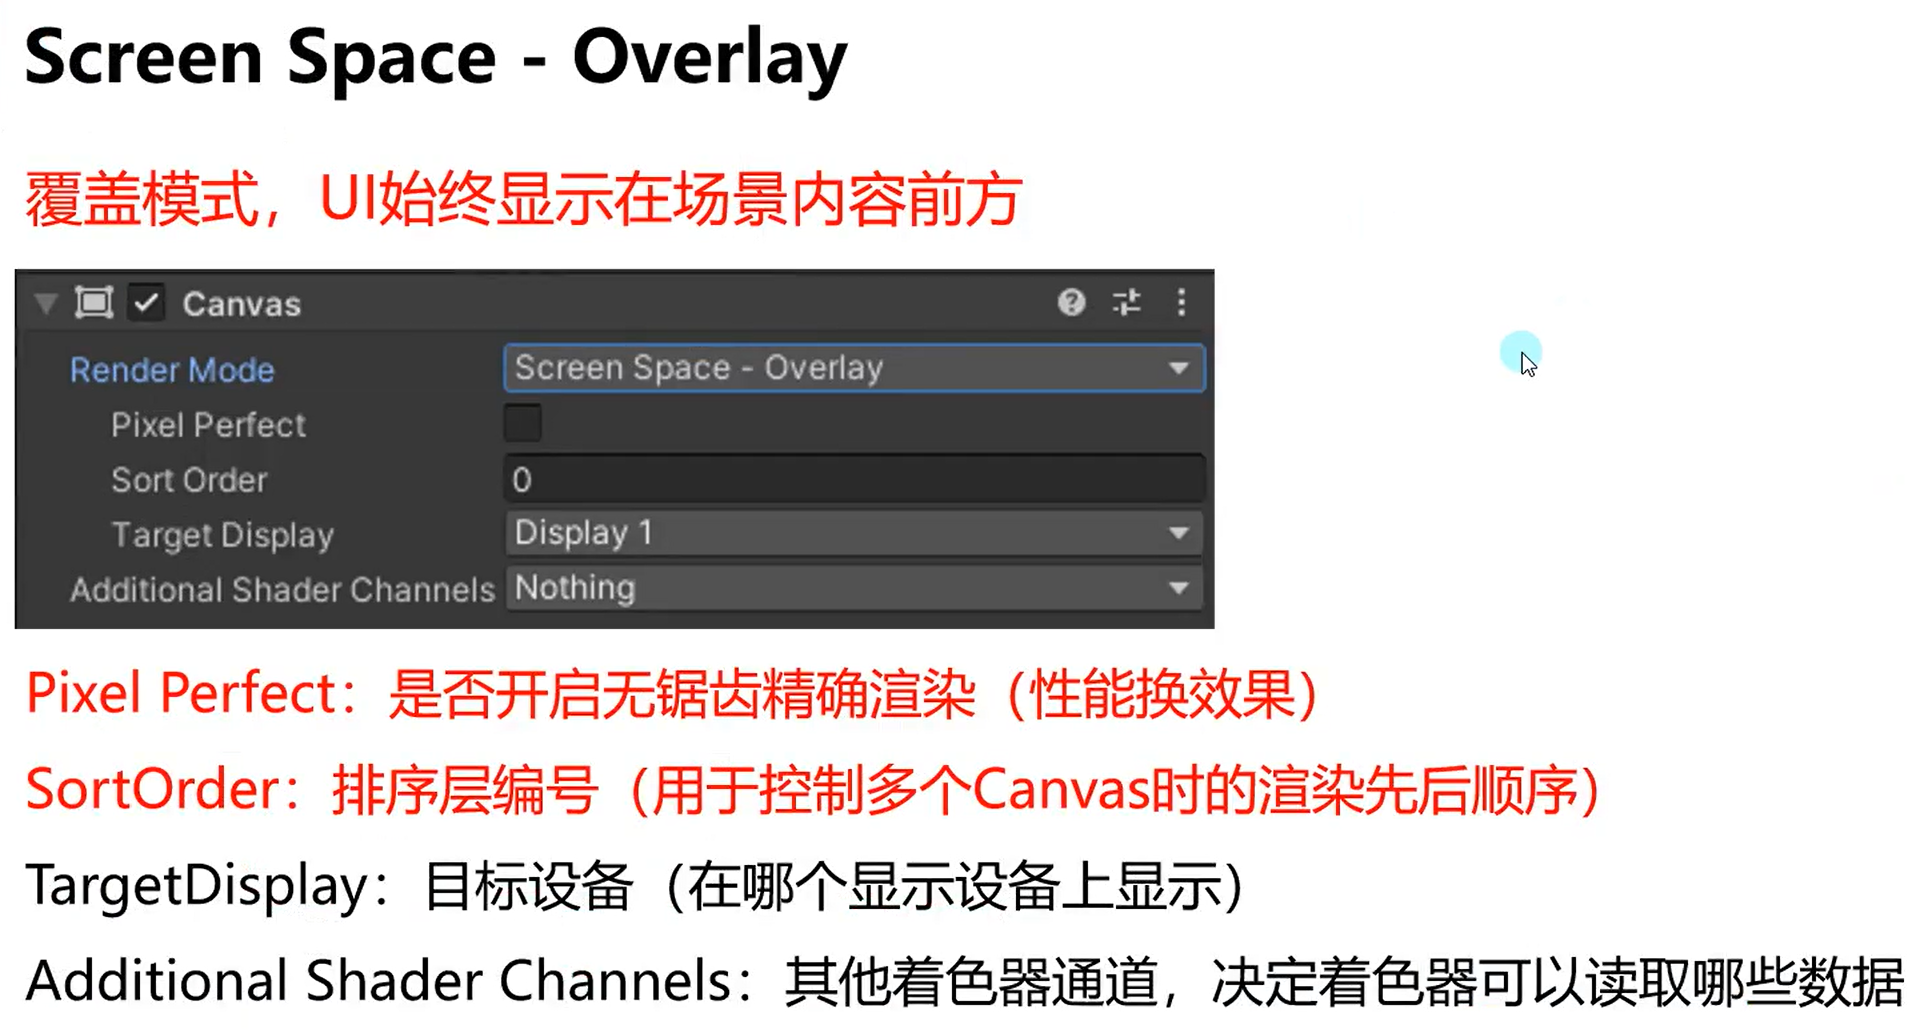 Screen Space - Overlay
覆盖模式，UI始终显示在场景内容前方
Canvas
Render Mode Screen Space - Overlay
Pixel Perfect
Sort Order 0
Target Display Display 1
Additional Shader Channels Nothing
Pixel Perfect：是否开启无锯齿精确渲染（性能换效果）
SortOrder：排序层编号（用于控制多个Canvas时的渲染先后顺序）
TargetDisplay：目标设备（在哪个显示设备上显示）
Additional Shader Channels：其他着色器通道，决定着色器可以读取哪些数据